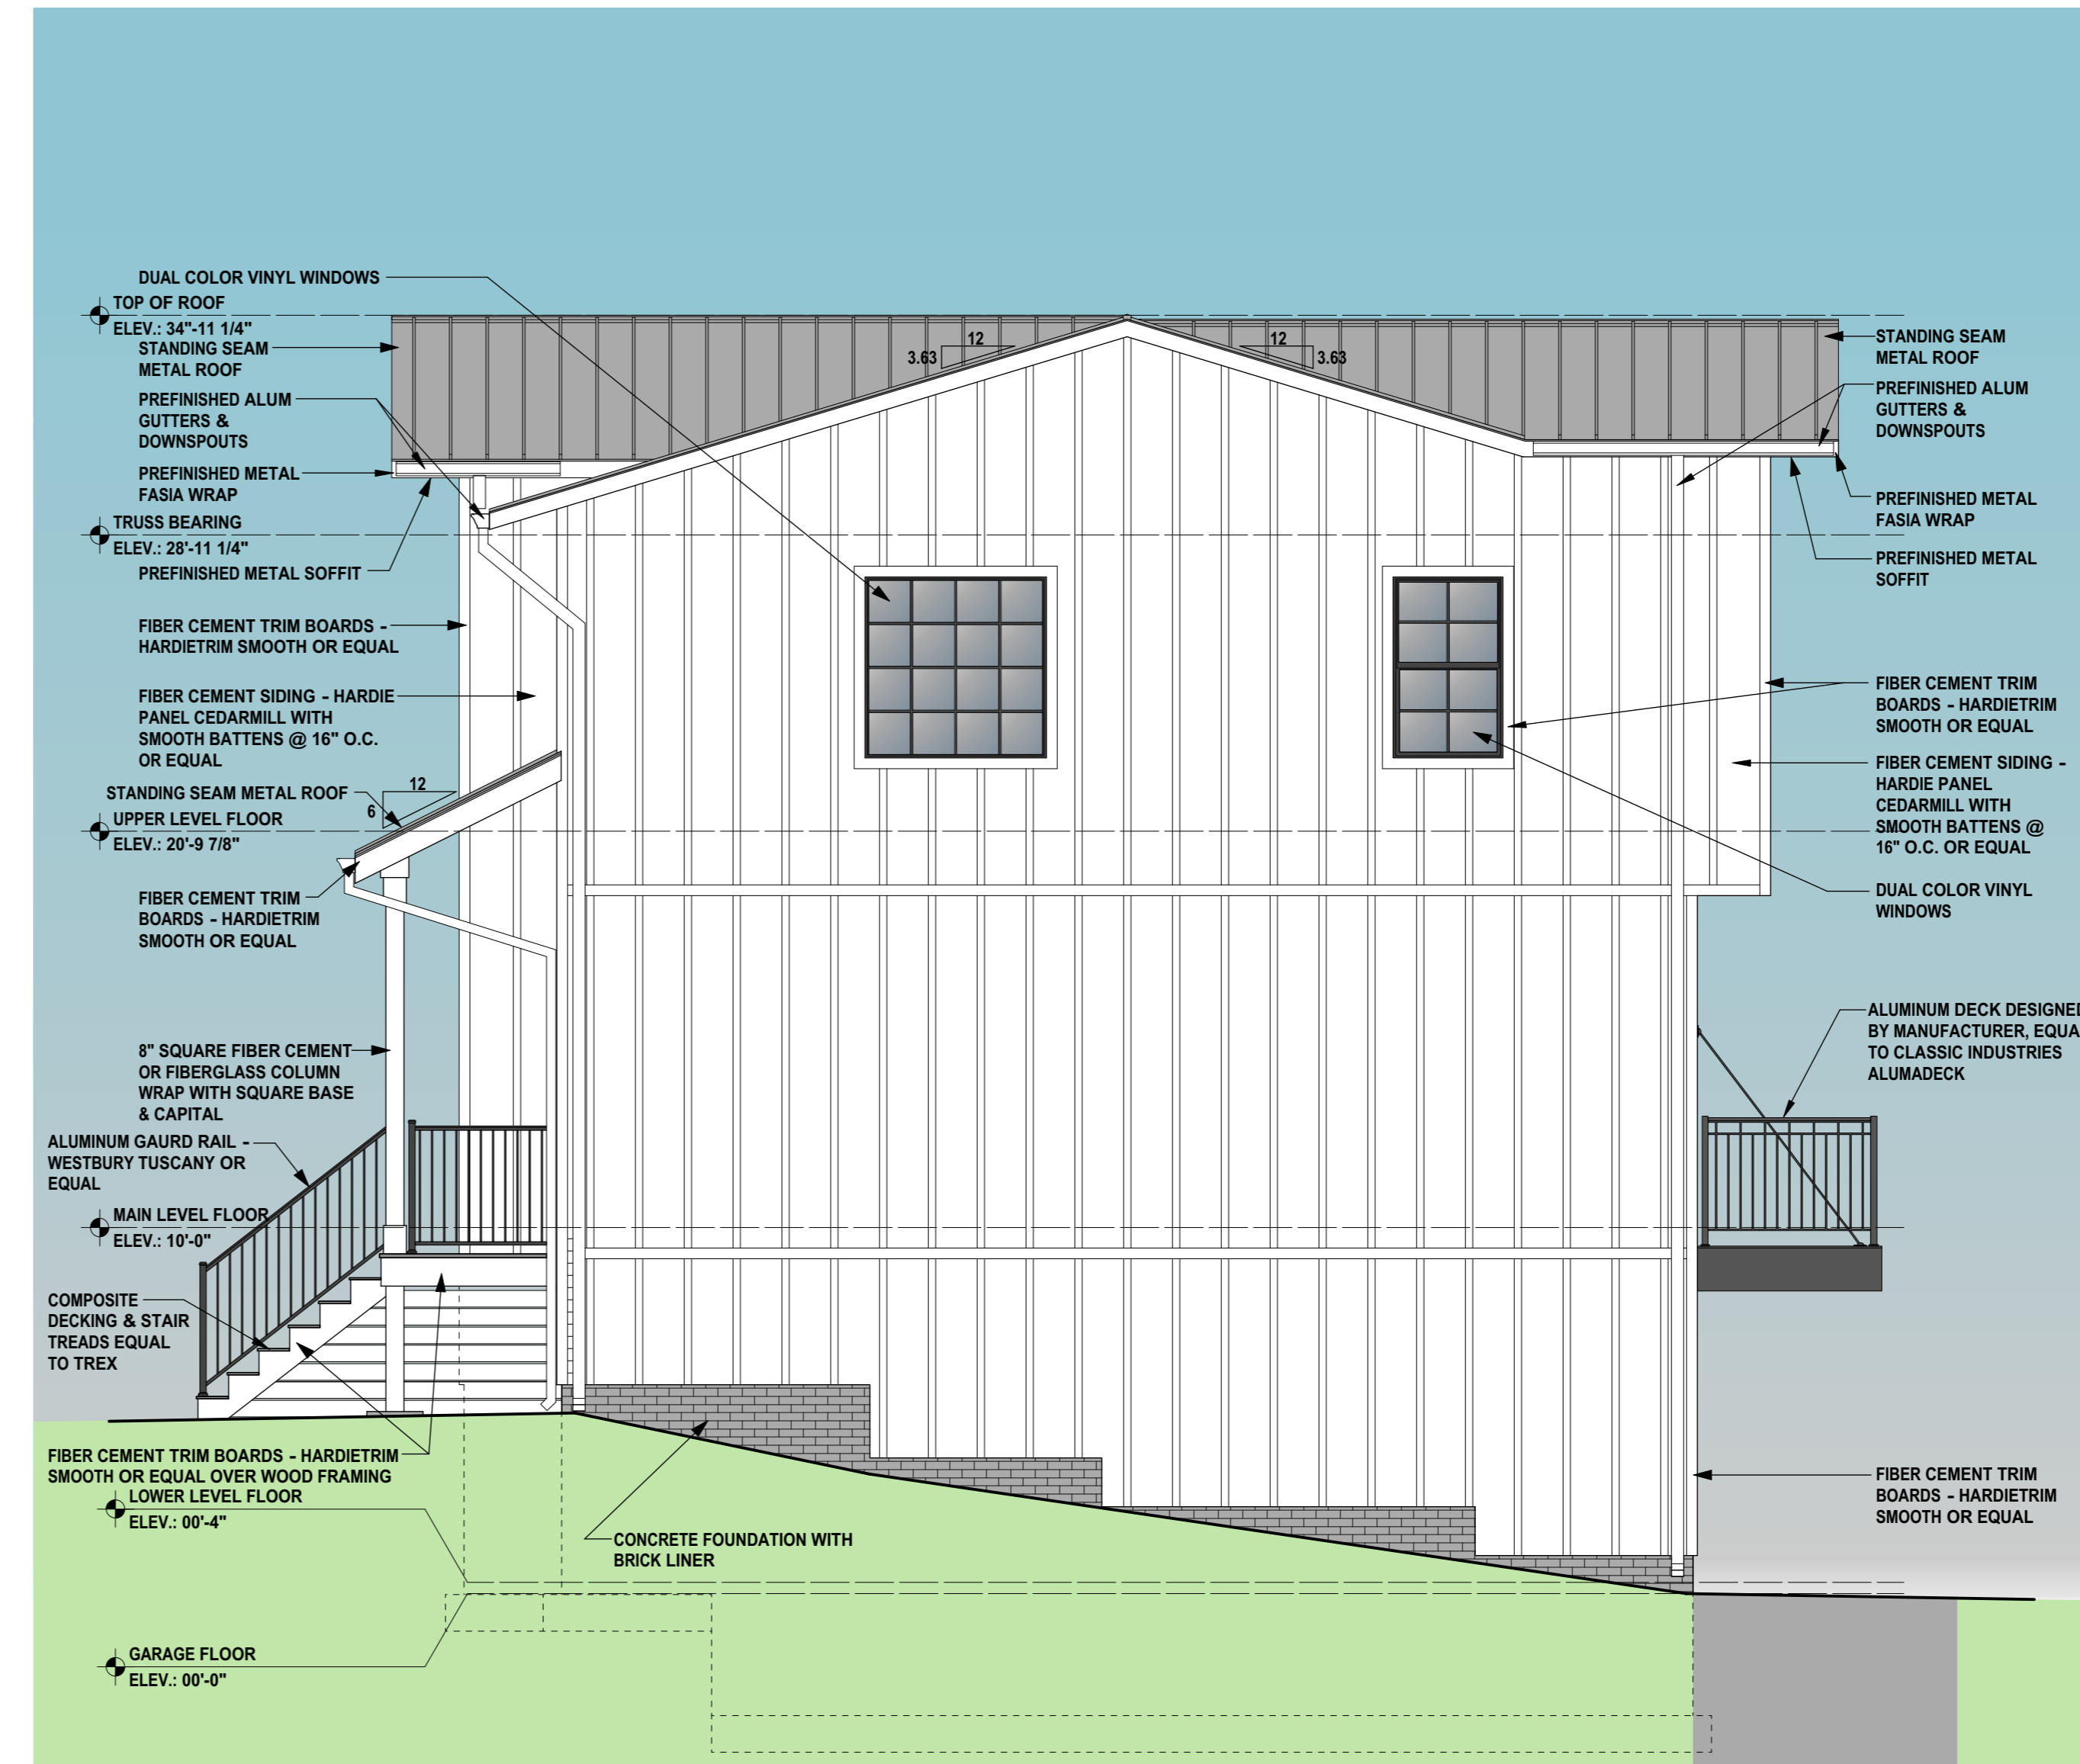 DUAL COLOR VINYL WINDOWS
TOP OF ROOF
ELEV.: 34"-11 1/4"
STANDING SEAM
METAL ROOF
PREFINISHED ALUM
GUTTERS &
DOWNSPOUTS
PREFINISHED METAL
FASIA WRAP
TRUSS BEARING
ELEV.: 28'-11 1/4"
PREFINISHED METAL SOFFIT
FIBER CEMENT TRIM BOARDS -
HARDIETRIM SMOOTH OR EQUAL
FIBER CEMENT SIDING - HARDIE
PANEL CEDARMILL WITH
SMOOTH BATTENS @ 16" O.C.
OR EQUAL
STANDING SEAM METAL ROOF
12
6
UPPER LEVEL FLOOR
ELEV.: 20'-9 7/8"
FIBER CEMENT TRIM
BOARDS - HARDIETRIM
SMOOTH OR EQUAL
8" SQUARE FIBER CEMENT
OR FIBERGLASS COLUMN
WRAP WITH SQUARE BASE
& CAPITAL
ALUMINUM GAURD RAIL -
WESTBURY TUSCANY OR
EQUAL
MAIN LEVEL FLOOR
ELEV.: 10'-0"
COMPOSITE
DECKING & STAIR
TREADS EQUAL
TO TREX
FIBER CEMENT TRIM BOARDS - HARDIETRIM
SMOOTH OR EQUAL OVER WOOD FRAMING
LOWER LEVEL FLOOR
ELEV.: 00'-4"
GARAGE FLOOR
ELEV.: 00'-0"
CONCRETE FOUNDATION WITH
BRICK LINER
12
3.63
12
3.63
STANDING SEAM
METAL ROOF
PREFINISHED ALUM
GUTTERS &
DOWNSPOUTS
PREFINISHED METAL
FASIA WRAP
PREFINISHED METAL
SOFFIT
FIBER CEMENT TRIM
BOARDS - HARDIETRIM
SMOOTH OR EQUAL
FIBER CEMENT SIDING -
HARDIE PANEL
CEDARMILL WITH
SMOOTH BATTENS @
16" O.C. OR EQUAL
DUAL COLOR VINYL
WINDOWS
ALUMINUM DECK DESIGNED
BY MANUFACTURER, EQUA
TO CLASSIC INDUSTRIES
ALUMADECK
FIBER CEMENT TRIM
BOARDS - HARDIETRIM
SMOOTH OR EQUAL